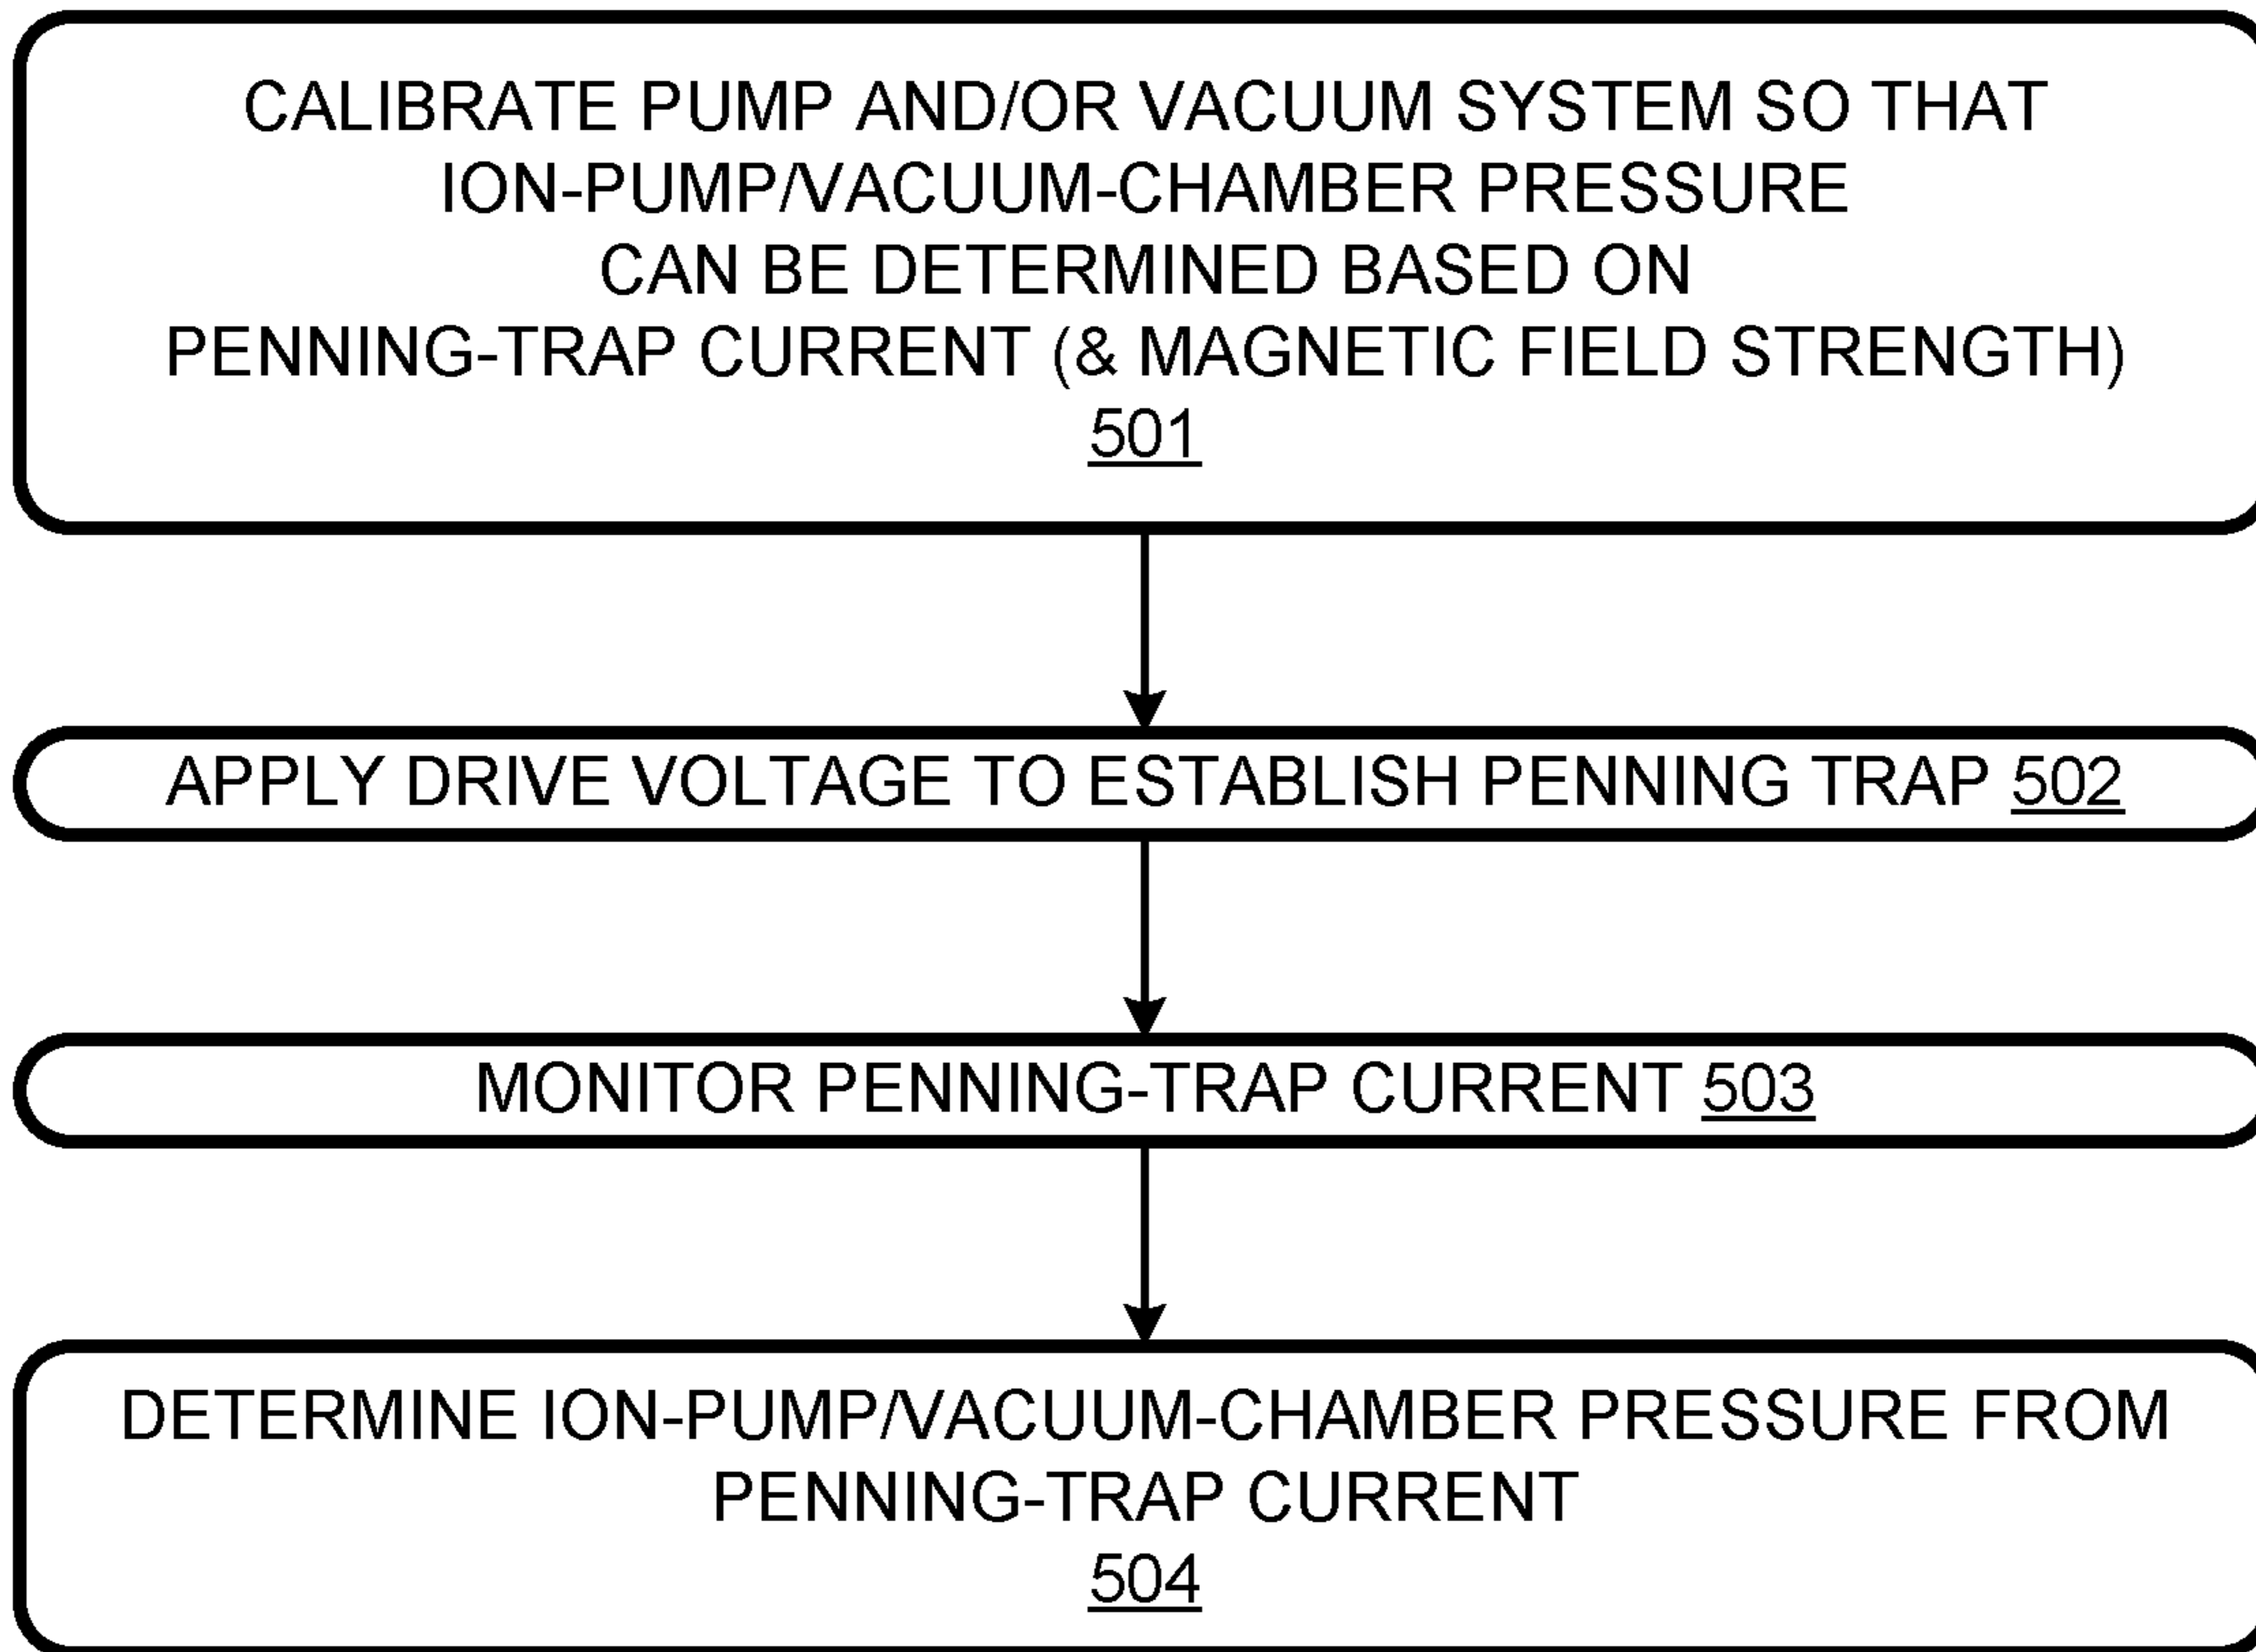 CALIBRATE PUMP AND/OR VACUUM SYSTEM SO THAT
ION-PUMP/VACUUM-CHAMBER PRESSURE
CAN BE DETERMINED BASED ON
PENNING-TRAP CURRENT (& MAGNETIC FIELD STRENGTH)
501
APPLY DRIVE VOLTAGE TO ESTABLISH PENNING TRAP 502
MONITOR PENNING-TRAP CURRENT 503
DETERMINE ION-PUMP/VACUUM-CHAMBER PRESSURE FROM
PENNING-TRAP CURRENT
504